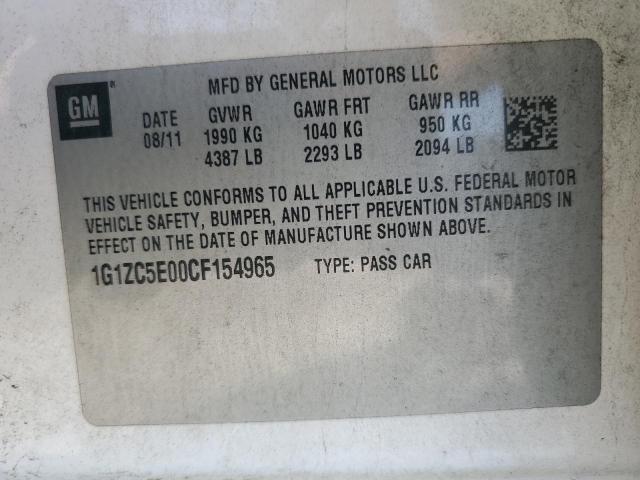 GM
MFD BY GENERAL MOTORS LLC
DATE GVWR GAWR FRT GAWR RR
08/11 1990 KG 1040 KG 950 KG
4387 LB 2293 LB 2094 LB
THIS VEHICLE CONFORMS TO ALL APPLICABLE U.S. FEDERAL MOTOR
VEHICLE SAFETY, BUMPER, AND THEFT PREVENTION STANDARDS IN
EFFECT ON THE DATE OF MANUFACTURE SHOWN ABOVE.
1G1ZC5E00CF154965 TYPE: PASS CAR